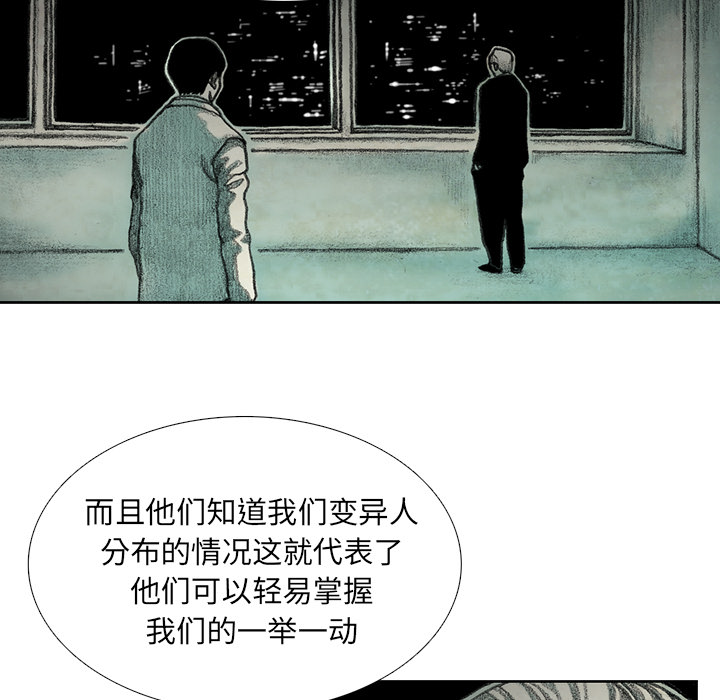 而且他们知道我们变异人
分布的情况这就代表了
他们可以轻易掌握
我们的一举一动